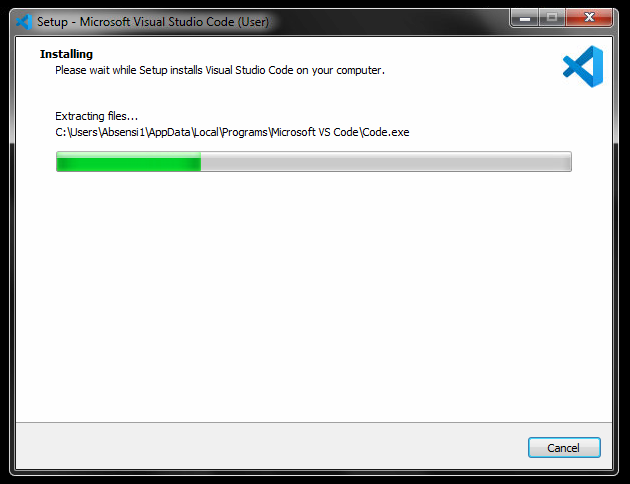 Setup - Microsoft Visual Studio Code (User)
Installing
Please wait while Setup installs Visual Studio Code on your computer.
Extracting files...
C:\Users\Absensi1\AppData\Local\Programs\Microsoft VS Code\Code.exe
Cancel